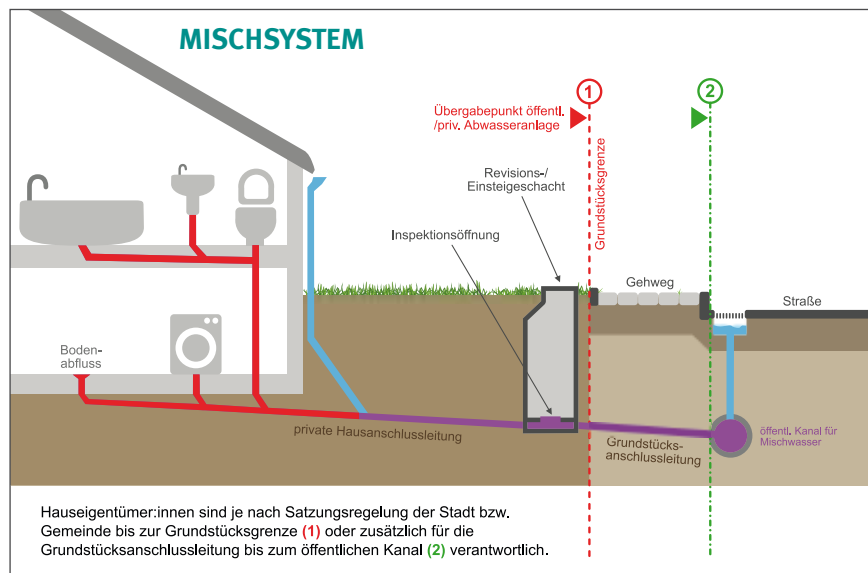 MISCHSYSTEM
1
2
Übergabepunkt öffentl.
/priv. Abwasseranlage
Grundstücksgrenze
Revisions-/
Einsteigeschacht
Inspektionsöffnung
Gehweg
Straße
Boden-
abfluss
private Hausanschlussleitung
Grundstücks-
anschlussleitung
öffentl. Kanal für
Mischwasser
Hauseigentümer:innen sind je nach Satzungsregelung der Stadt bzw.
Gemeinde bis zur Grundstücksgrenze (1) oder zusätzlich für die
Grundstücksanschlussleitung bis zum öffentlichen Kanal (2) verantwortlich.